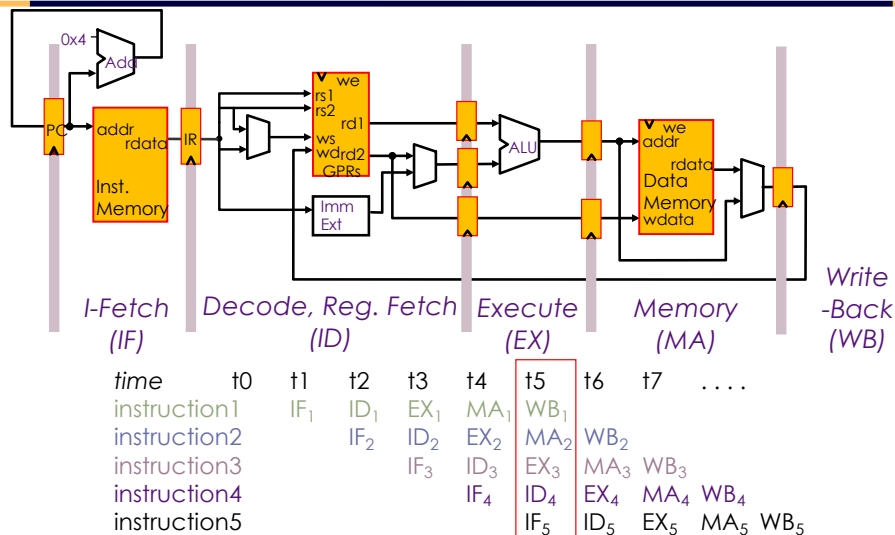 0x4
Add
PC
addr
rdata
Inst.
Memory
IR
we
rs1
rs2
rd1
ws
wd rd2
GPRs
Imm
Ext
ALU
we
addr
rdata
Data
Memory
wdata
I-Fetch
(IF)
Decode, Reg. Fetch
(ID)
Execute
(EX)
Memory
(MA)
Write
-Back
(WB)
time t0 t1 t2 t3 t4 t5 t6 t7 . . . .
instruction1 IF₁ ID₁ EX₁ MA₁ WB₁
instruction2 IF₂ ID₂ EX₂ MA₂ WB₂
instruction3 IF₃ ID₃ EX₃ MA₃ WB₃
instruction4 IF₄ ID₄ EX₄ MA₄ WB₄
instruction5 IF₅ ID₅ EX₅ MA₅ WB₅